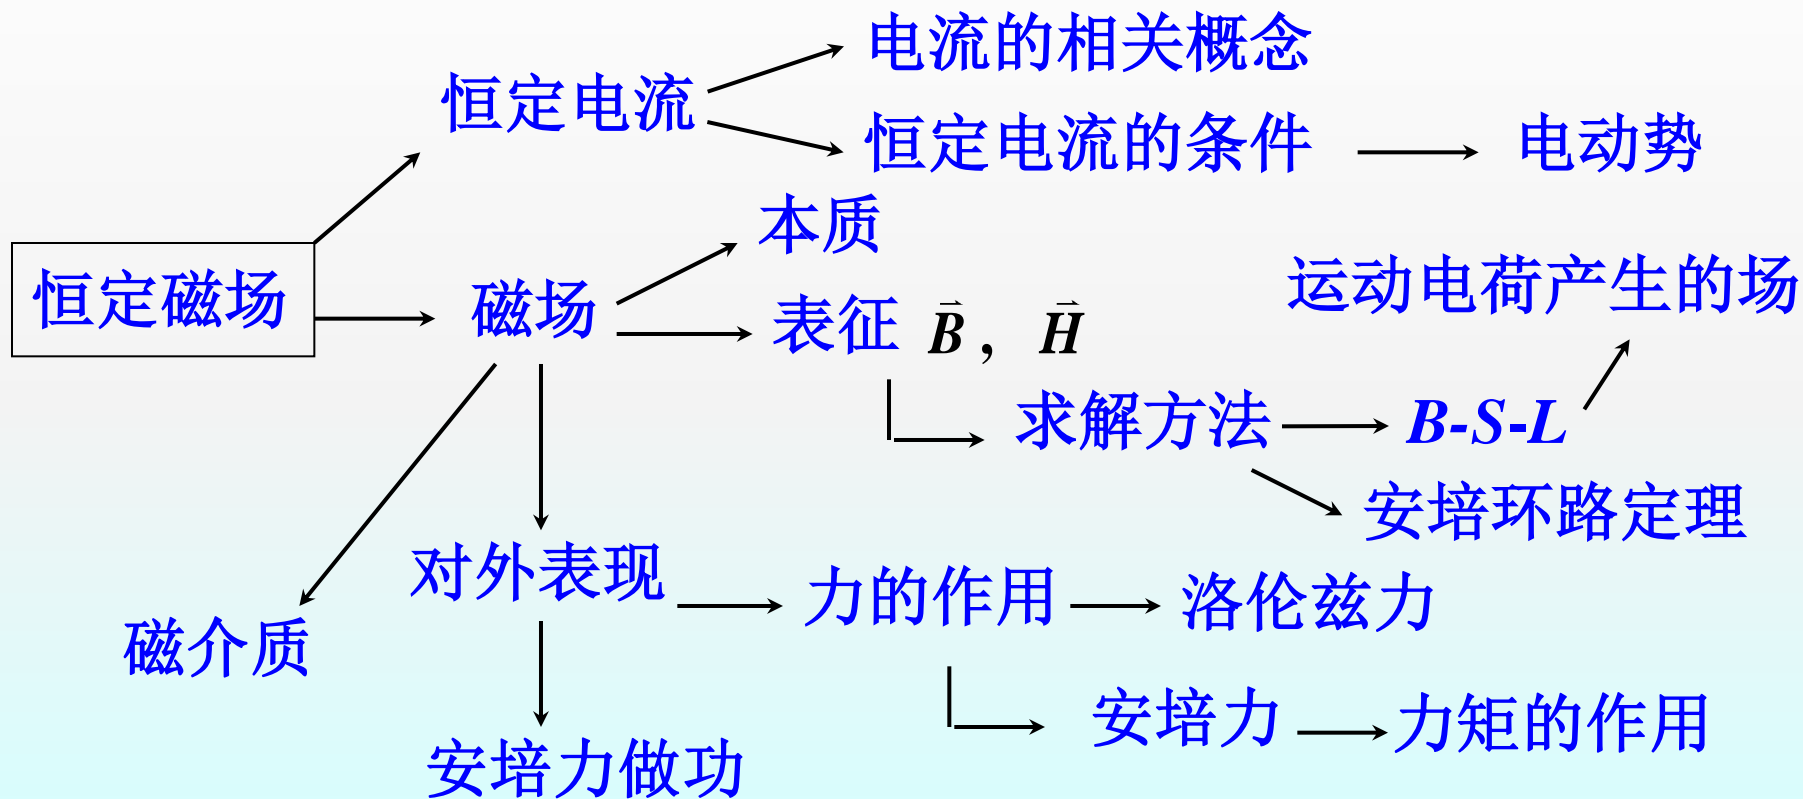 电流的相关概念
恒定电流
恒定电流的条件
电动势
本质
恒定磁场
磁场
表征 B , H
运动电荷产生的场
求解方法
B-S-L
安培环路定理
对外表现
力的作用
洛伦兹力
磁介质
安培力
力矩的作用
安培力做功